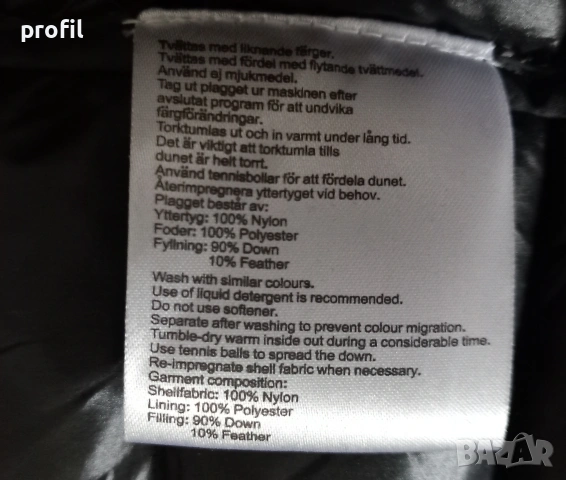 profil
Tvättas med liknande färger.
Tvättas med fördel med flytande tvättmedel.
Använd ej mjukmedel.
Tag ut plagget ur maskinen efter
avslutat program för att undvika
färgförändringar.
Torktumlas ut och in varmt under lång tid.
Det är viktigt att torktumla tills
dunet är helt torrt.
Använd tennisbollar för att fördela dunet.
Återimpregnera yttertyget vid behov.
Plagget består av:
Yttertyg: 100% Nylon
Foder: 100% Polyester
Fyllning: 90% Down
10% Feather
Wash with similar colours.
Use of liquid detergent is recommended.
Do not use softener.
Separate after washing to prevent colour migration.
Tumble-dry warm inside out during a considerable time.
Use tennis balls to spread the down.
Re-impregnate shell fabric when necessary.
Garment composition:
Shellfabric: 100% Nylon
Lining: 100% Polyester
Filling: 90% Down
10% Feather
BAZAR